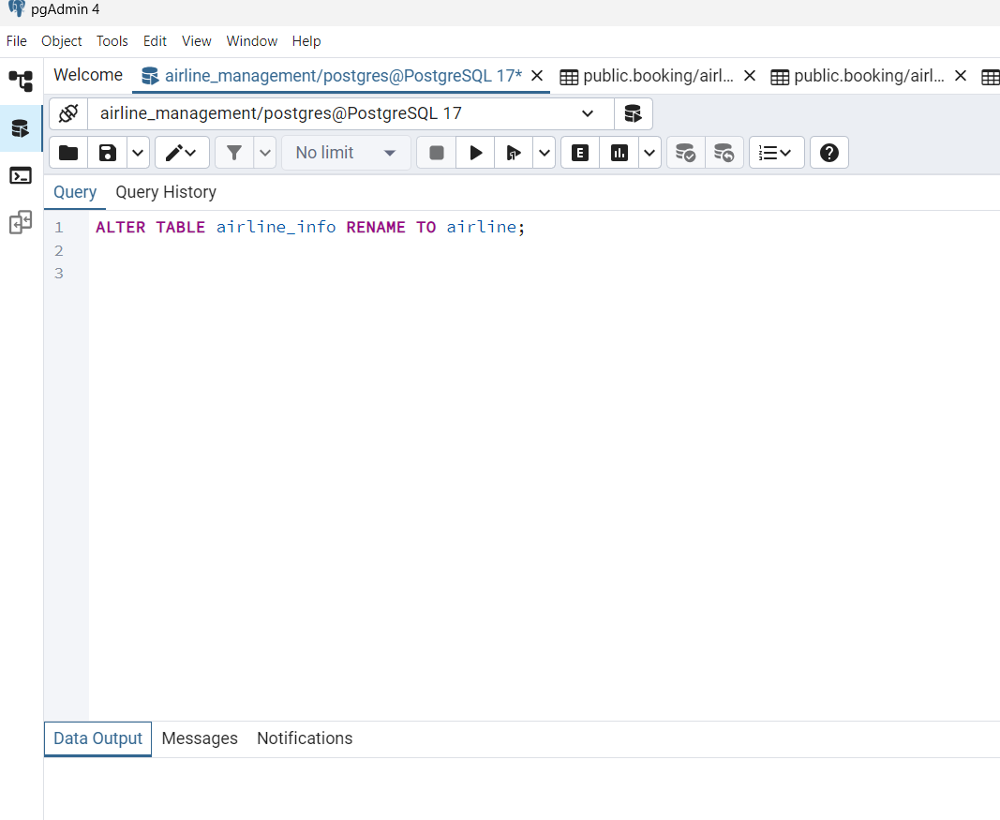 pgAdmin 4
File Object Tools Edit View Window Help
Welcome airline_management/postgres@PostgreSQL 17* public.booking/airl... public.booking/airl...
airline_management/postgres@PostgreSQL 17
No limit E
Query Query History
1 ALTER TABLE airline_info RENAME TO airline;
2
3
Data Output Messages Notifications